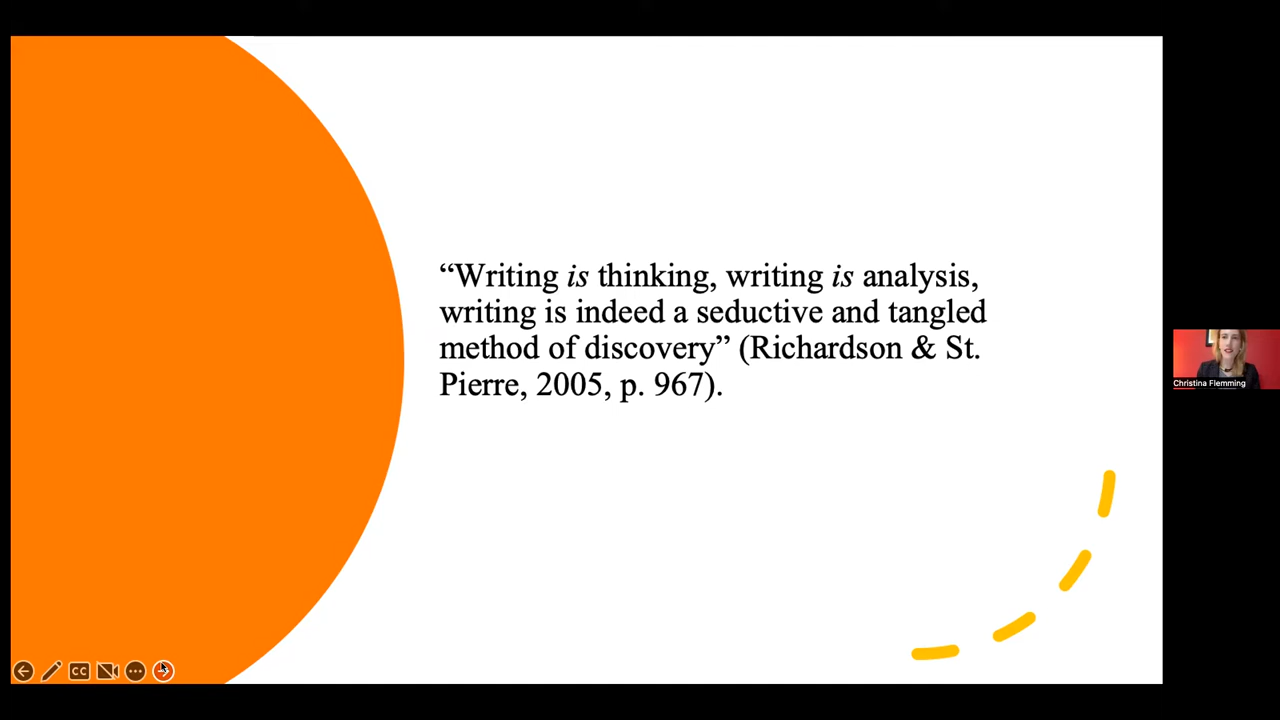 “Writing is thinking, writing is analysis,
writing is indeed a seductive and tangled
method of discovery” (Richardson & St.
Pierre, 2005, p. 967).
Christina Flemming
CC